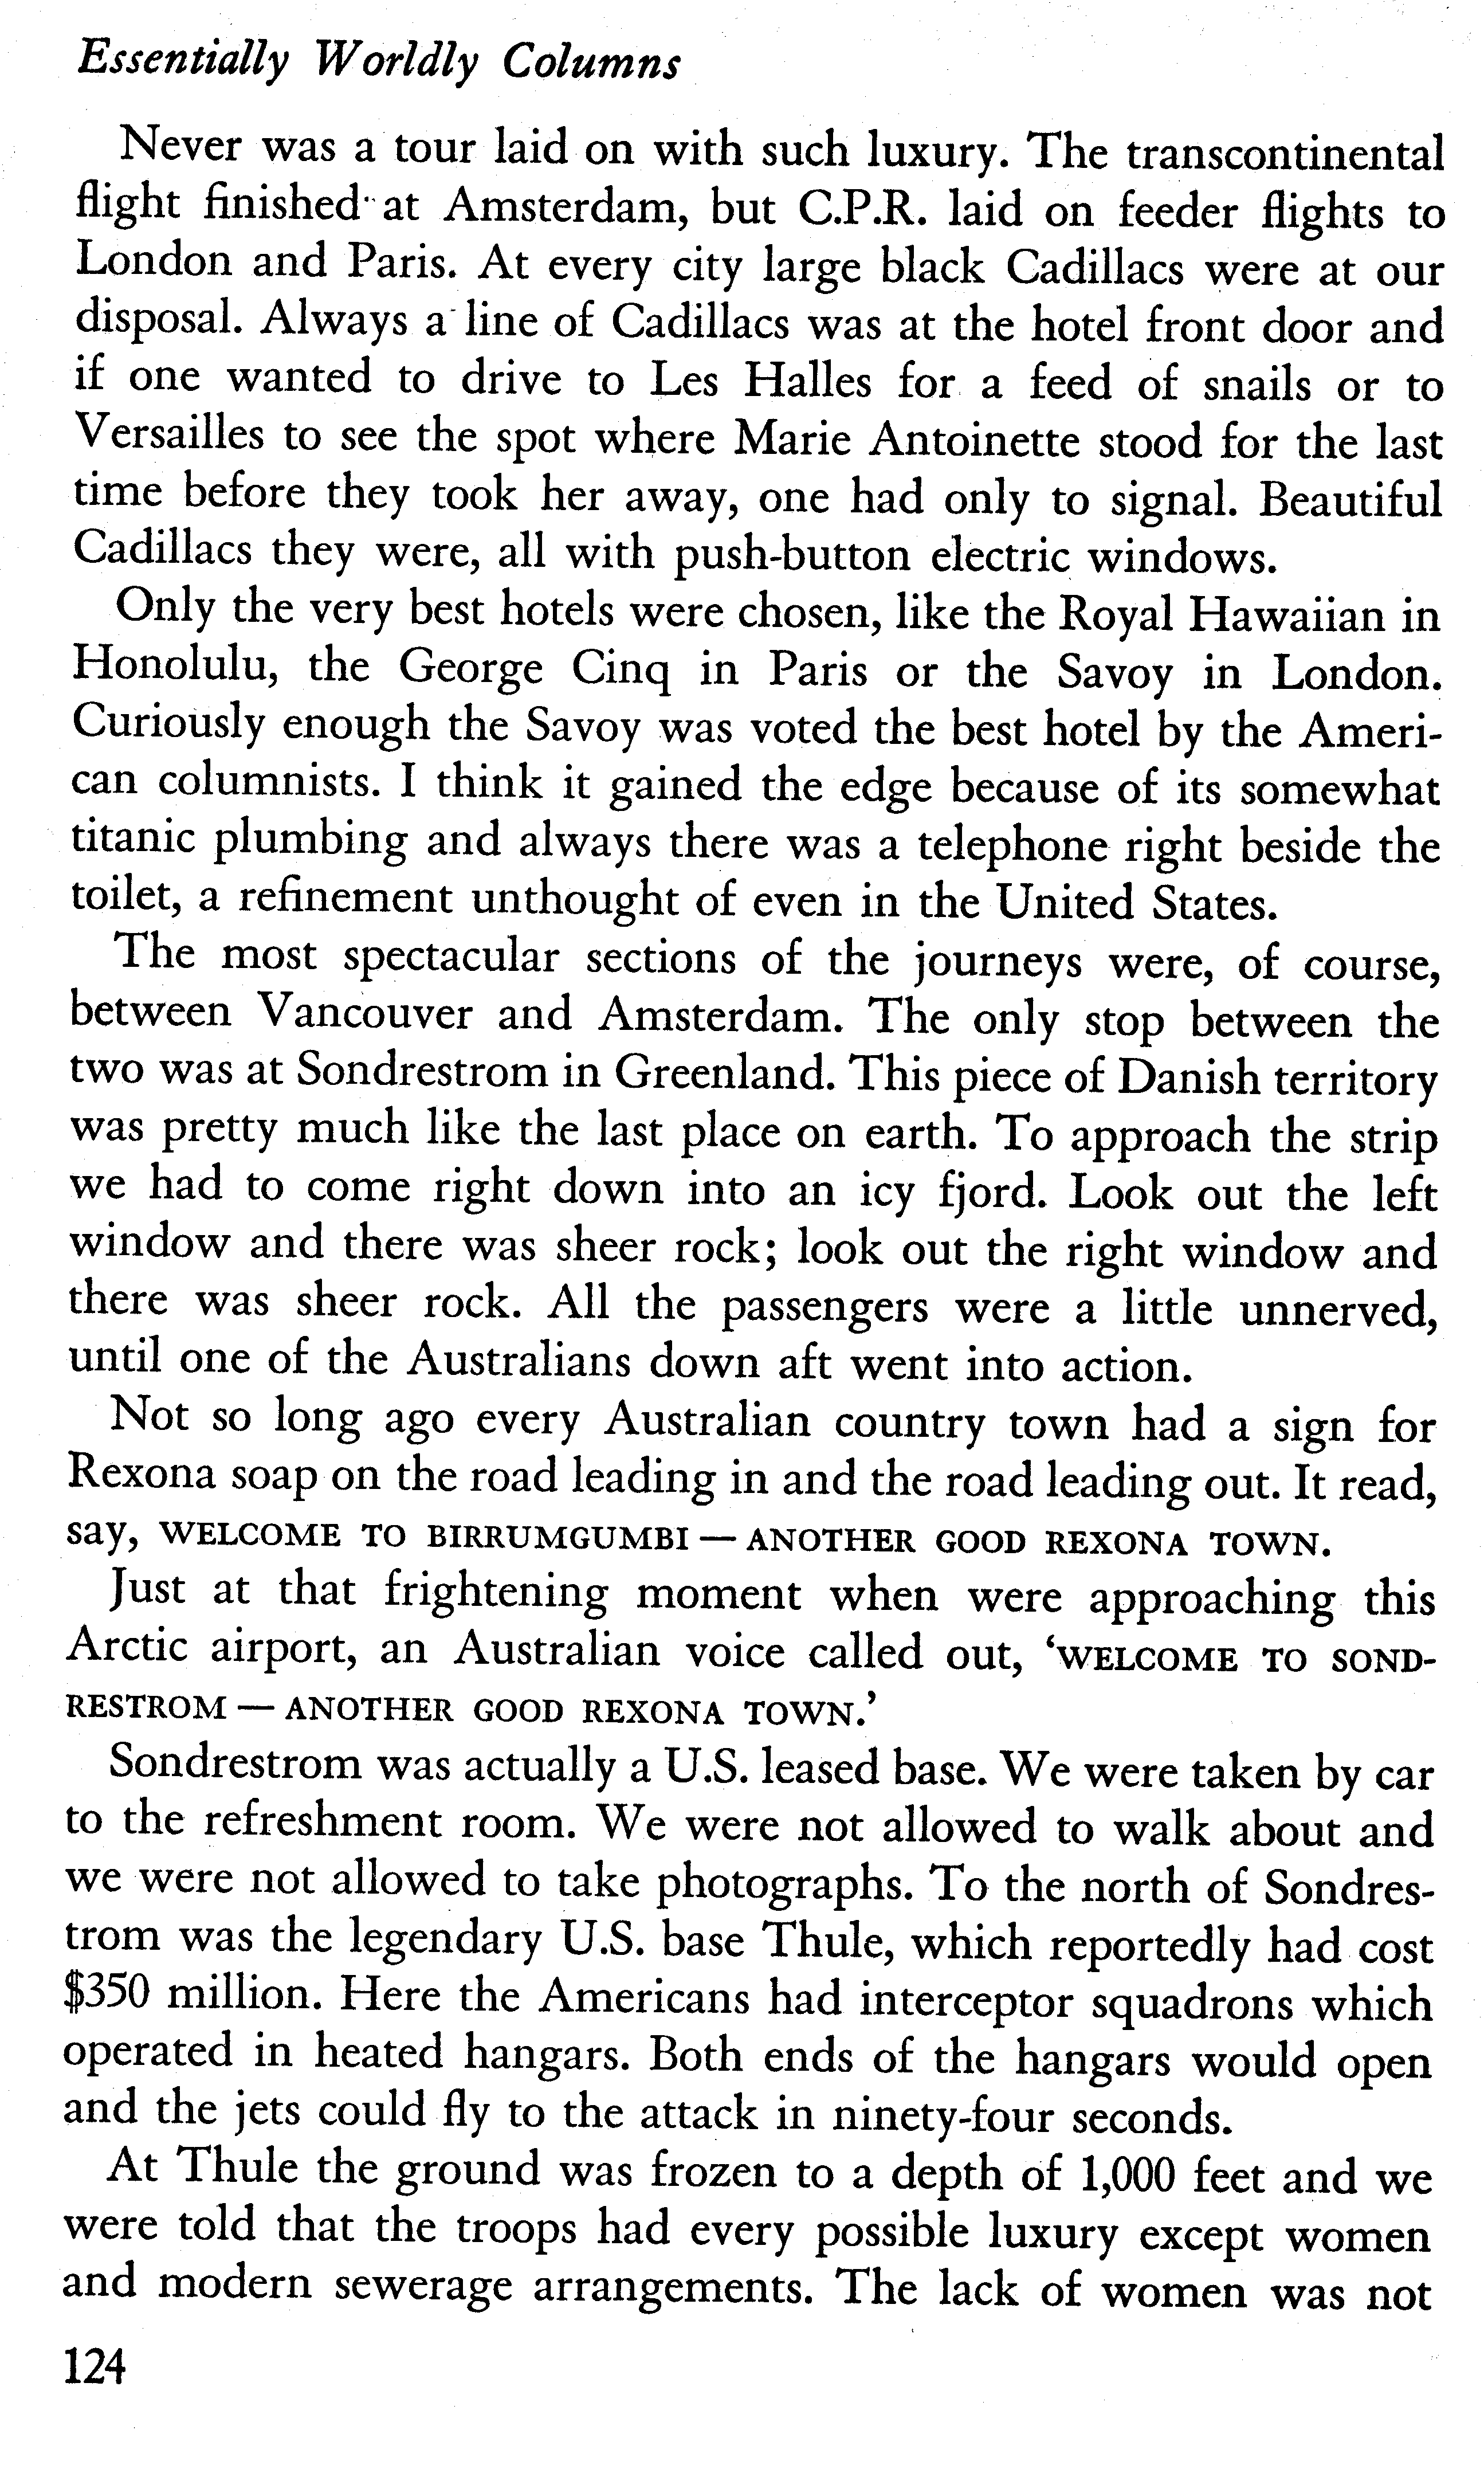 Essentially Worldly Columns
Never was a tour laid on with such luxury. The transcontinental
flight finished at Amsterdam, but C.P.R. laid on feeder flights to
London and Paris. At every city large black Cadillacs were at our
disposal. Always a line of Cadillacs was at the hotel front door and
if one wanted to drive to Les Halles for a feed of snails or to
Versailles to see the spot where Marie Antoinette stood for the last
time before they took her away, one had only to signal. Beautiful
Cadillacs they were, all with push-button electric windows.
Only the very best hotels were chosen, like the Royal Hawaiian in
Honolulu, the George Cinq in Paris or the Savoy in London.
Curiously enough the Savoy was voted the best hotel by the Ameri-
can columnists. I think it gained the edge because of its somewhat
titanic plumbing and always there was a telephone right beside the
toilet, a refinement unthought of even in the United States.
The most spectacular sections of the journeys were, of course,
between Vancouver and Amsterdam. The only stop between the
two was at Sondrestrom in Greenland. This piece of Danish territory
was pretty much like the last place on earth. To approach the strip
we had to come right down into an icy fjord. Look out the left
window and there was sheer rock; look out the right window and
there was sheer rock. All the passengers were a little unnerved,
until one of the Australians down aft went into action.
Not so long ago every Australian country town had a sign for
Rexona soap on the road leading in and the road leading out. It read,
say, WELCOME TO BIRRUMGUMBI — ANOTHER GOOD REXONA TOWN.
Just at that frightening moment when were approaching this
Arctic airport, an Australian voice called out, ‘WELCOME TO SOND-
RESTROM — ANOTHER GOOD REXONA TOWN.’
Sondrestrom was actually a U.S. leased base. We were taken by car
to the refreshment room. We were not allowed to walk about and
we were not allowed to take photographs. To the north of Sondres-
trom was the legendary U.S. base Thule, which reportedly had cost
$350 million. Here the Americans had interceptor squadrons which
operated in heated hangars. Both ends of the hangars would open
and the jets could fly to the attack in ninety-four seconds.
At Thule the ground was frozen to a depth of 1,000 feet and we
were told that the troops had every possible luxury except women
and modern sewerage arrangements. The lack of women was not
124